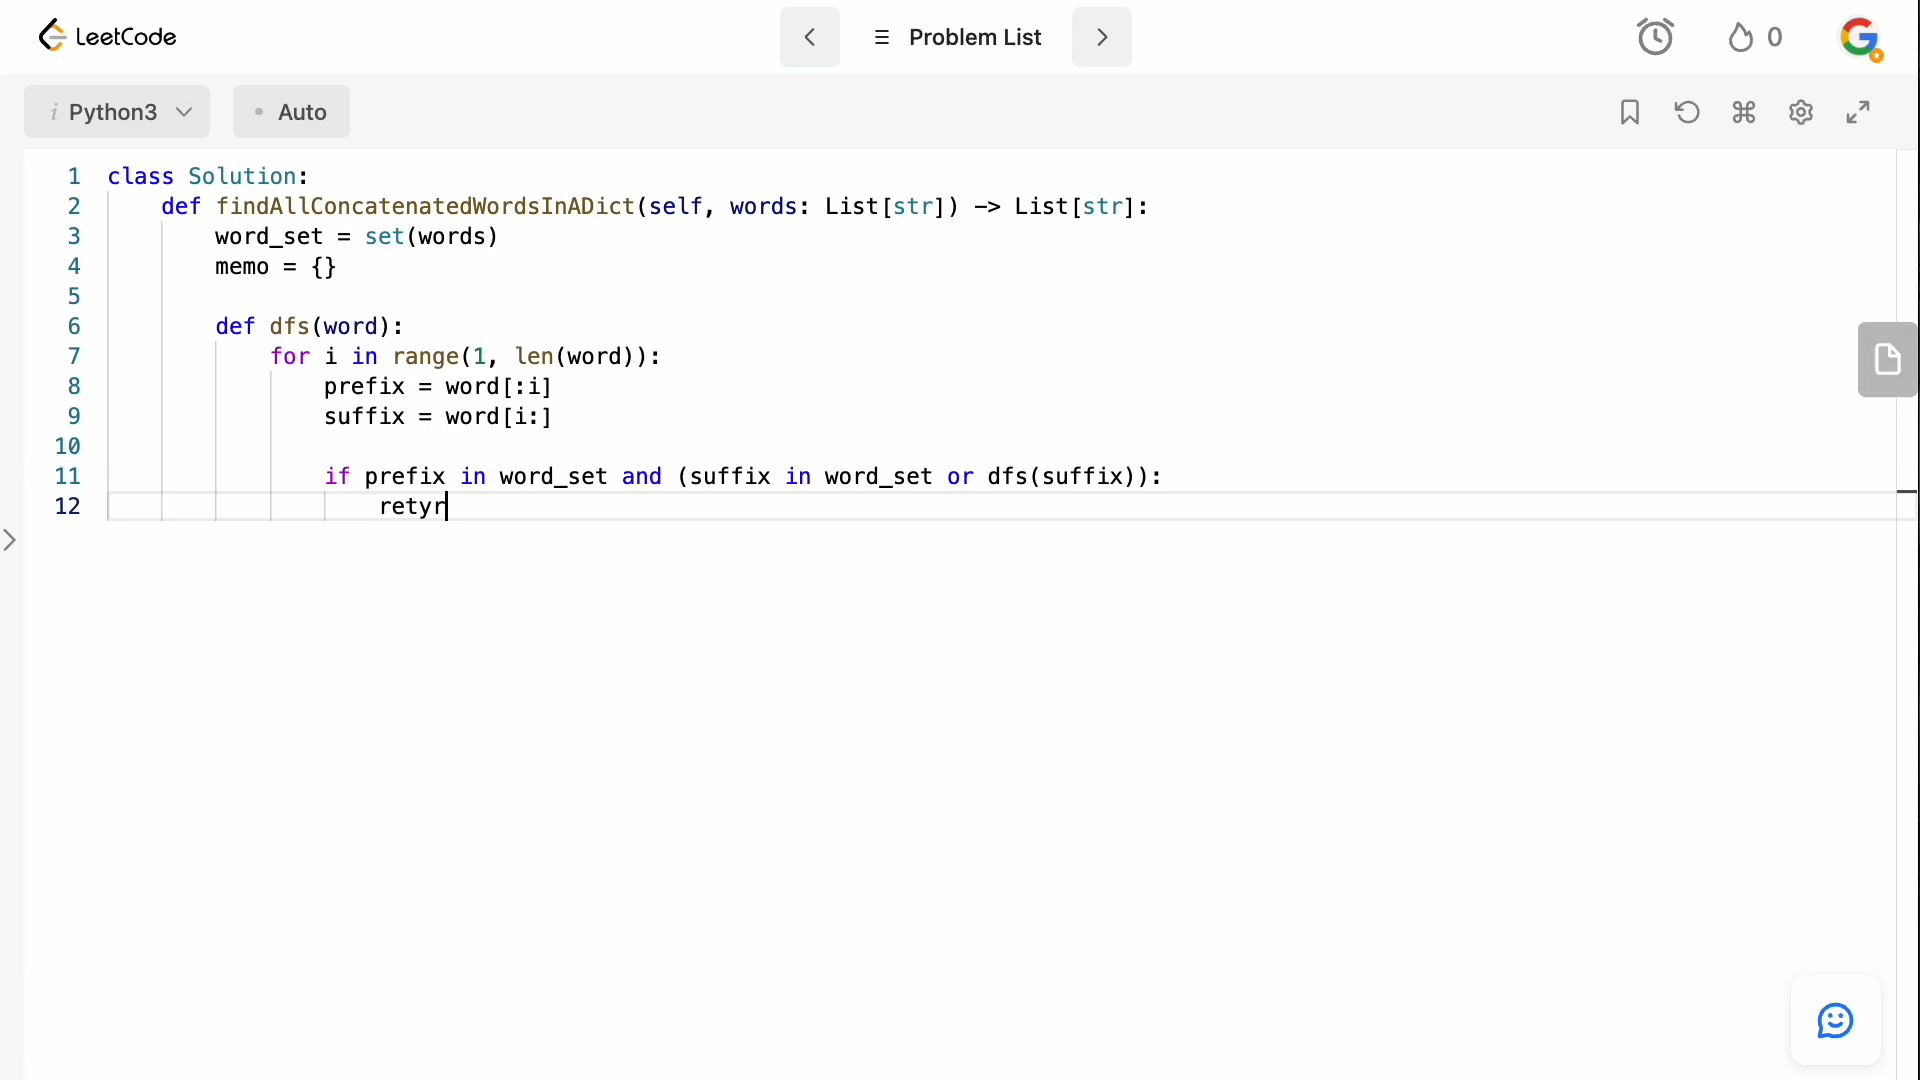 LeetCode
Problem List
0
i Python3
• Auto
1 class Solution:
2 def findAllConcatenatedWordsInADict(self, words: List[str]) -> List[str]:
3 word_set = set(words)
4 memo = {}
5
6 def dfs(word):
7 for i in range(1, len(word)):
8 prefix = word[:i]
9 suffix = word[i:]
10
11 if prefix in word_set and (suffix in word_set or dfs(suffix)):
12 retyr